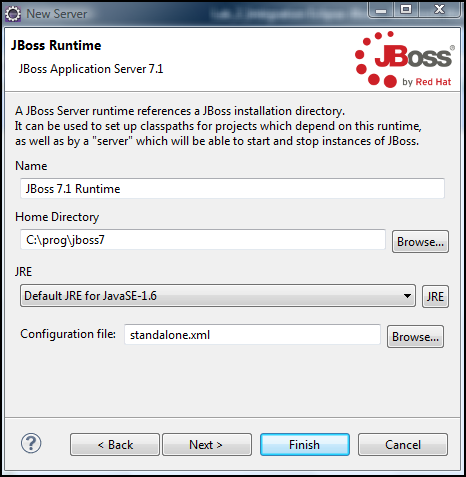 New Server
JBoss Runtime
JBoss Application Server 7.1
JBoss®
by Red Hat
A JBoss Server runtime references a JBoss installation directory.
It can be used to set up classpaths for projects which depend on this runtime,
as well as by a "server" which will be able to start and stop instances of JBoss.
Name
JBoss 7.1 Runtime
Home Directory
C:\prog\jboss7
Browse...
JRE
Default JRE for JavaSE-1.6
JRE
Configuration file: standalone.xml
Browse...
? < Back Next > Finish Cancel